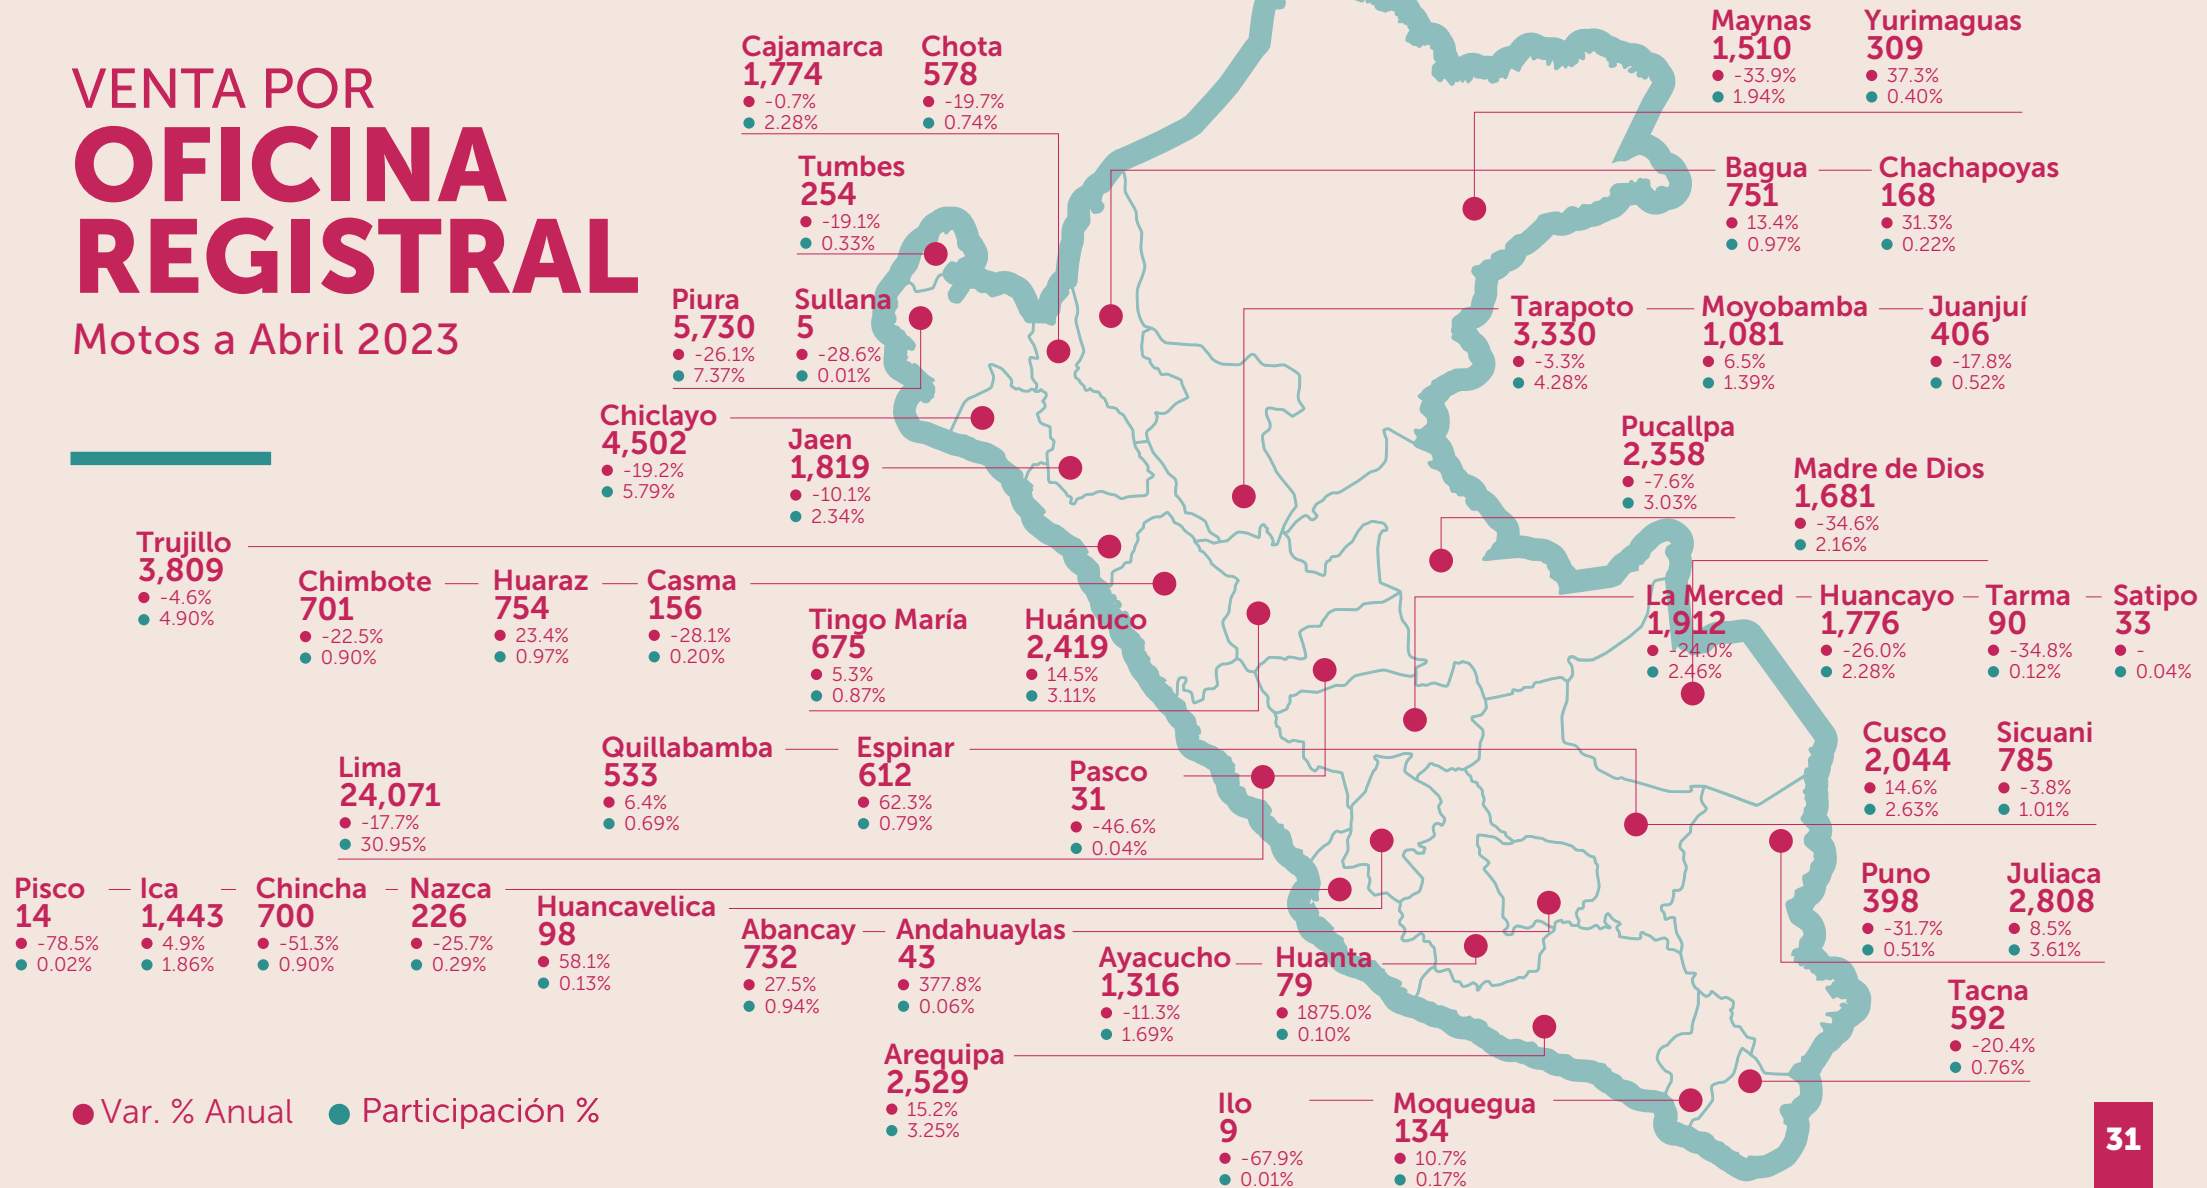 VENTA POR
OFICINA
REGISTRAL
Motos a Abril 2023
Cajamarca
1,774
-0.7%
2.28%
Chota
578
-19.7%
0.74%
Maynas
1,510
-33.9%
1.94%
Yurimaguas
309
37.3%
0.40%
Tumbes
254
-19.1%
0.33%
Bagua
751
13.4%
0.97%
Chachapoyas
168
31.3%
0.22%
Piura
5,730
-26.1%
7.37%
Sullana
5
-28.6%
0.01%
Tarapoto
3,330
-3.3%
4.28%
Moyobamba
1,081
6.5%
1.39%
Juanjuí
406
-17.8%
0.52%
Chiclayo
4,502
-19.2%
5.79%
Jaen
1,819
-10.1%
2.34%
Pucallpa
2,358
-7.6%
3.03%
Madre de Dios
1,681
-34.6%
2.16%
Trujillo
3,809
-4.6%
4.90%
Chimbote
701
-22.5%
0.90%
Huaraz
754
23.4%
0.97%
Casma
156
-28.1%
0.20%
Tingo María
675
5.3%
0.87%
Huánuco
2,419
14.5%
3.11%
La Merced
1,912
-24.0%
2.46%
Huancayo
1,776
-26.0%
2.28%
Tarma
90
-34.8%
0.12%
Satipo
33
-
0.04%
Lima
24,071
-17.7%
30.95%
Quillabamba
533
6.4%
0.69%
Espinar
612
62.3%
0.79%
Pasco
31
-46.6%
0.04%
Cusco
2,044
14.6%
2.63%
Sicuani
785
-3.8%
1.01%
Pisco
14
-78.5%
0.02%
Ica
1,443
4.9%
1.86%
Chincha
700
-51.3%
0.90%
Nazca
226
-25.7%
0.29%
Huancavelica
98
58.1%
0.13%
Abancay
732
27.5%
0.94%
Andahuaylas
43
377.8%
0.06%
Ayacucho
1,316
-11.3%
1.69%
Huanta
79
1875.0%
0.10%
Puno
398
-31.7%
0.51%
Juliaca
2,808
8.5%
3.61%
Arequipa
2,529
15.2%
3.25%
Tacna
592
-20.4%
0.76%
Ilo
9
-67.9%
0.01%
Moquegua
134
10.7%
0.17%
Var. % Anual
Participación %
31